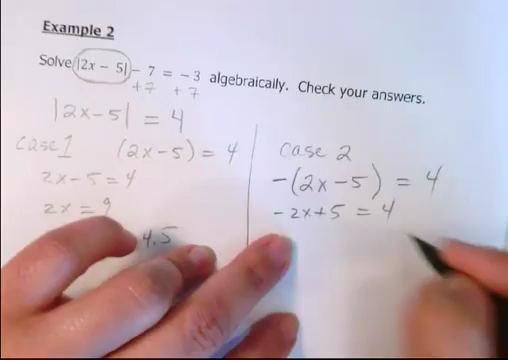 Example 2
Solve |2x − 5| − 7 = −3 algebraically. Check your answers.
+7 +7
|2x-5| = 4
case 1 (2x-5) = 4
2x-5 = 4
2x = 9
4.5
case 2
-(2x-5) = 4
-2x+5 = 4